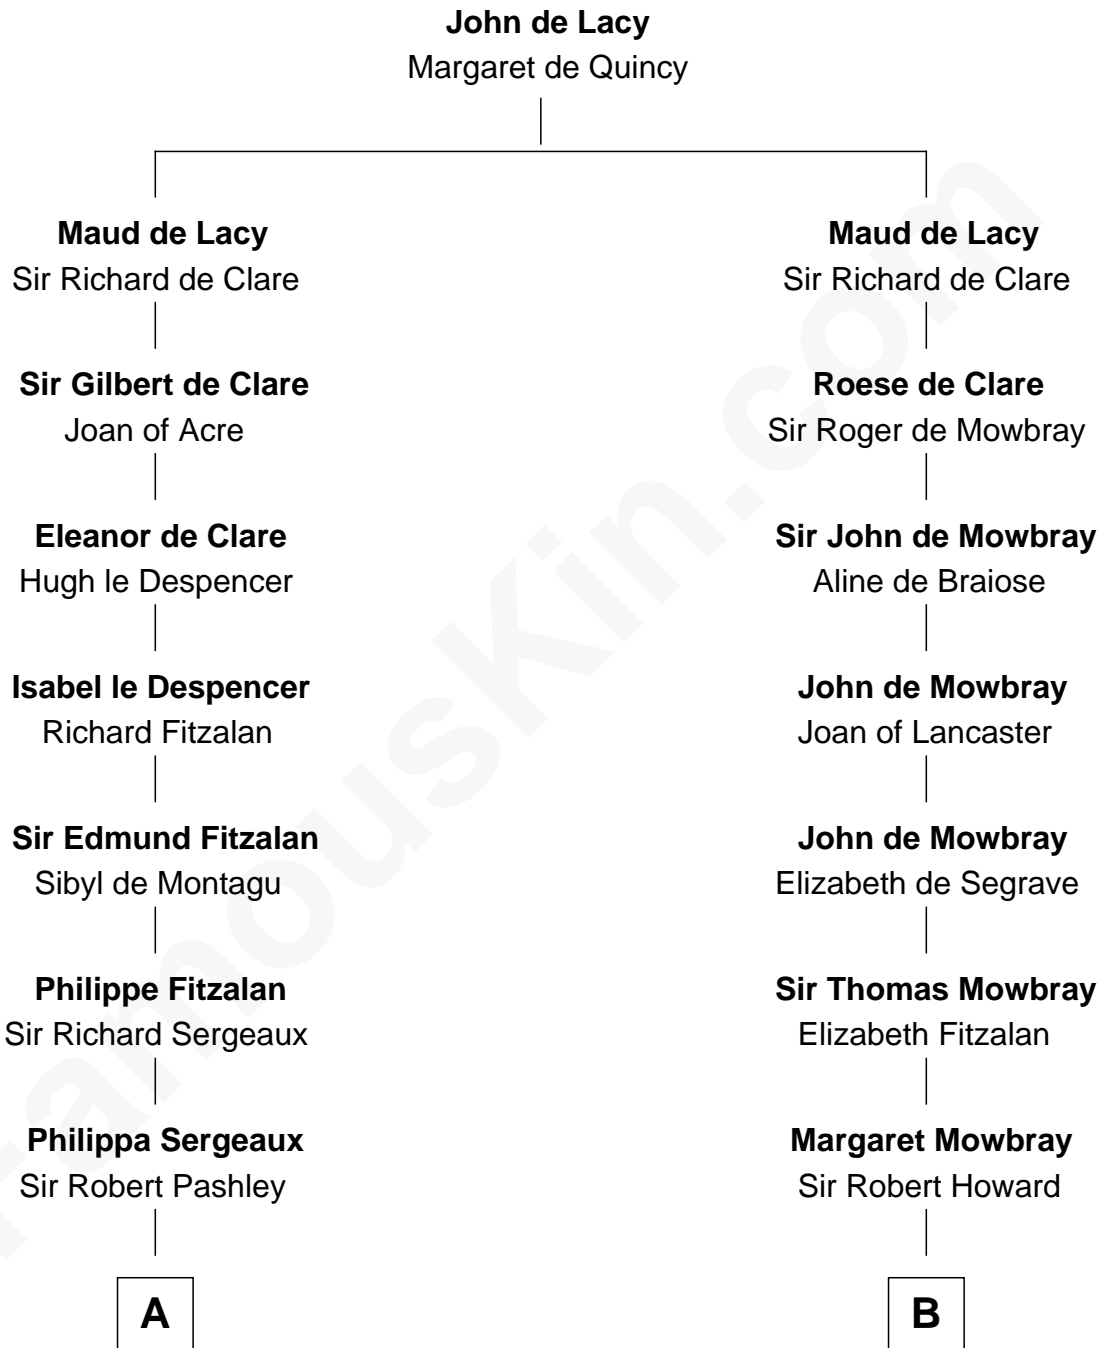 John de Lacy
Margaret de Quincy
Maud de Lacy
Sir Richard de Clare
Maud de Lacy
Sir Richard de Clare
Sir Gilbert de Clare
Joan of Acre
Roese de Clare
Sir Roger de Mowbray
Eleanor de Clare
Hugh le Despencer
Sir John de Mowbray
Aline de Braiose
Isabel le Despencer
Richard Fitzalan
John de Mowbray
Joan of Lancaster
Sir Edmund Fitzalan
Sibyl de Montagu
John de Mowbray
Elizabeth de Segrave
Philippe Fitzalan
Sir Richard Sergeaux
Sir Thomas Mowbray
Elizabeth Fitzalan
Philippa Sergeaux
Sir Robert Pashley
Margaret Mowbray
Sir Robert Howard
A
B
FamousKin.com